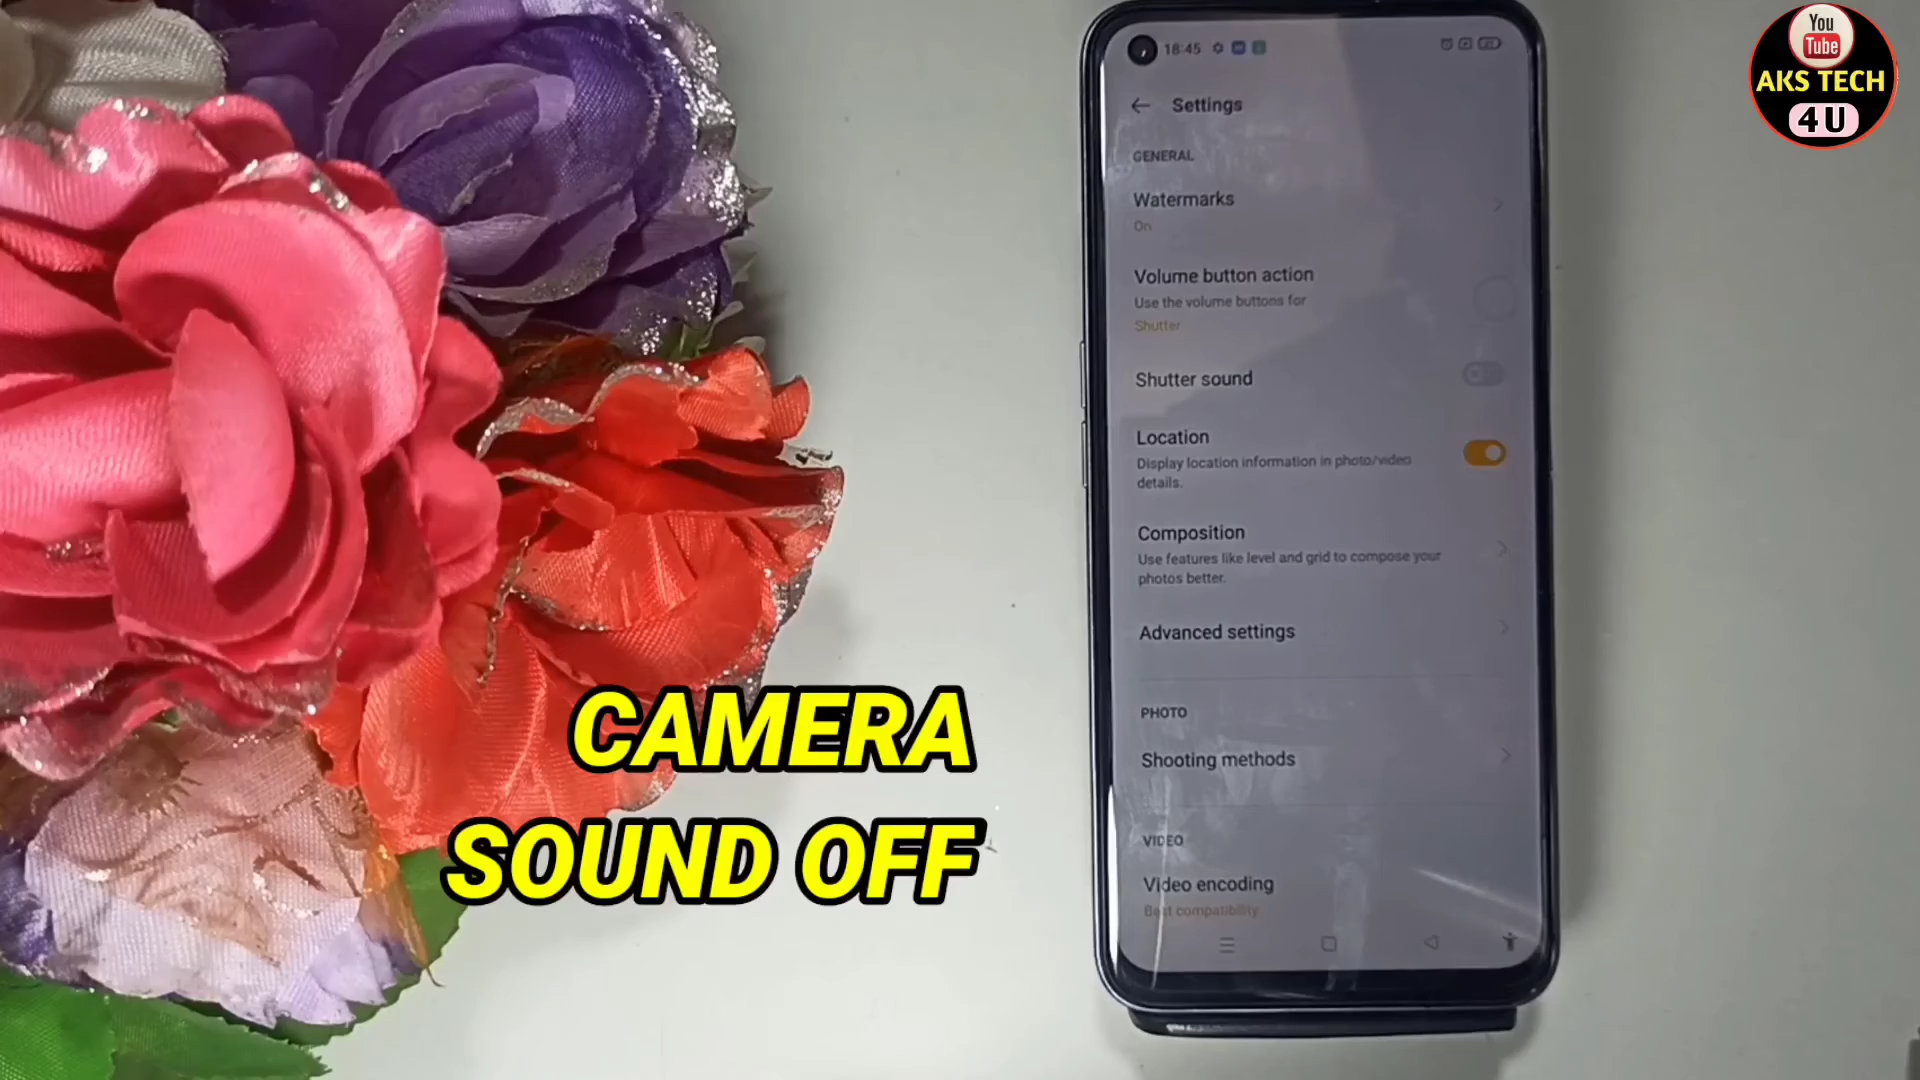 You
Tube
AKS TECH
4U
18:45
Settings
GENERAL
Watermarks
On
Volume button action
Use the volume buttons for
Shutter
Shutter sound
Location
Display location information in photo/video
details.
Composition
Use features like level and grid to compose your
photos better.
Advanced settings
PHOTO
Shooting methods
VIDEO
Video encoding
Best compatibility
CAMERA
SOUND OFF